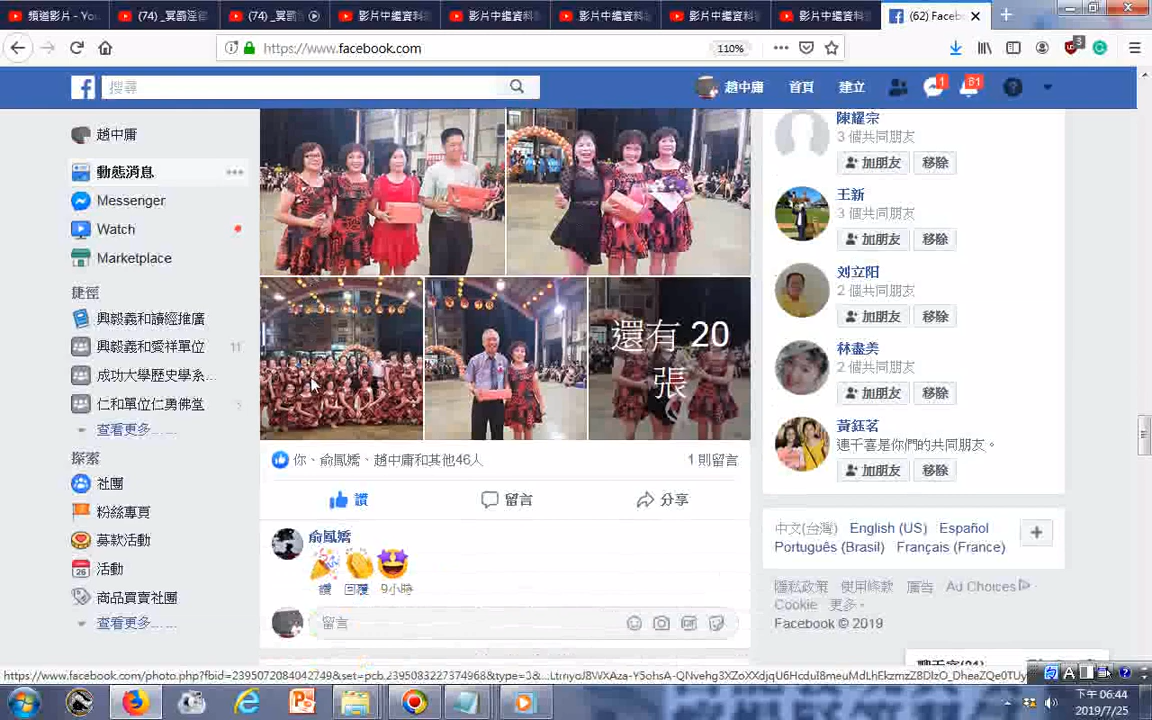 頻道影片 - 
(74) _冥
(74) _冥
影片中繼資料
影片中繼資料
影片中繼資料
影片中繼資料
影片中繼資料
(62) Faceb
https://www.facebook.com
110%
3
搜尋
趙中庸
首頁
建立
1
81
趙中庸
動態消息
Messenger
Watch
Marketplace
捷徑
興毅義和讀經推廣
興毅義和愛祥單位 11
成功大學歷史學系...
仁和單位仁勇佛堂 3
查看更多......
探索
社團
粉絲專頁
募款活動
活動
商品買賣社團
查看更多......
還有 20
張
你、俞鳳嬌、趙中庸和其他46人
1 則留言
讚
留言
分享
俞鳳嬌
讚 回覆 9小時
留言
陳耀宗
3 個共同朋友
加朋友
移除
王新
3 個共同朋友
加朋友
移除
刘立阳
2 個共同朋友
加朋友
移除
林盡美
2 個共同朋友
加朋友
移除
黃鈺茗
連千喜是你們的共同朋友。
加朋友
移除
中文(台灣) English (US) Español
Português (Brasil) Français (France)
隱私政策 使用條款 廣告 Ad Choices
Cookie 更多
Facebook © 2019
下午 06:44
2019/7/25